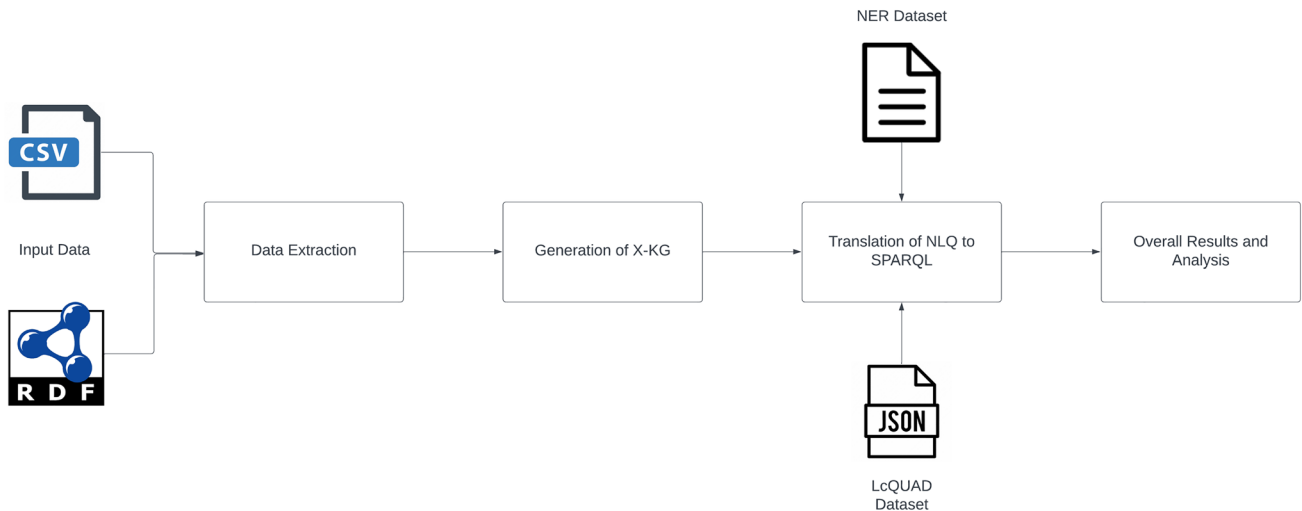 NER Dataset
CSV
Input Data
RDF
Data Extraction
Generation of X-KG
Translation of NLQ to
SPARQL
Overall Results and
Analysis
JSON
LcQUAD
Dataset